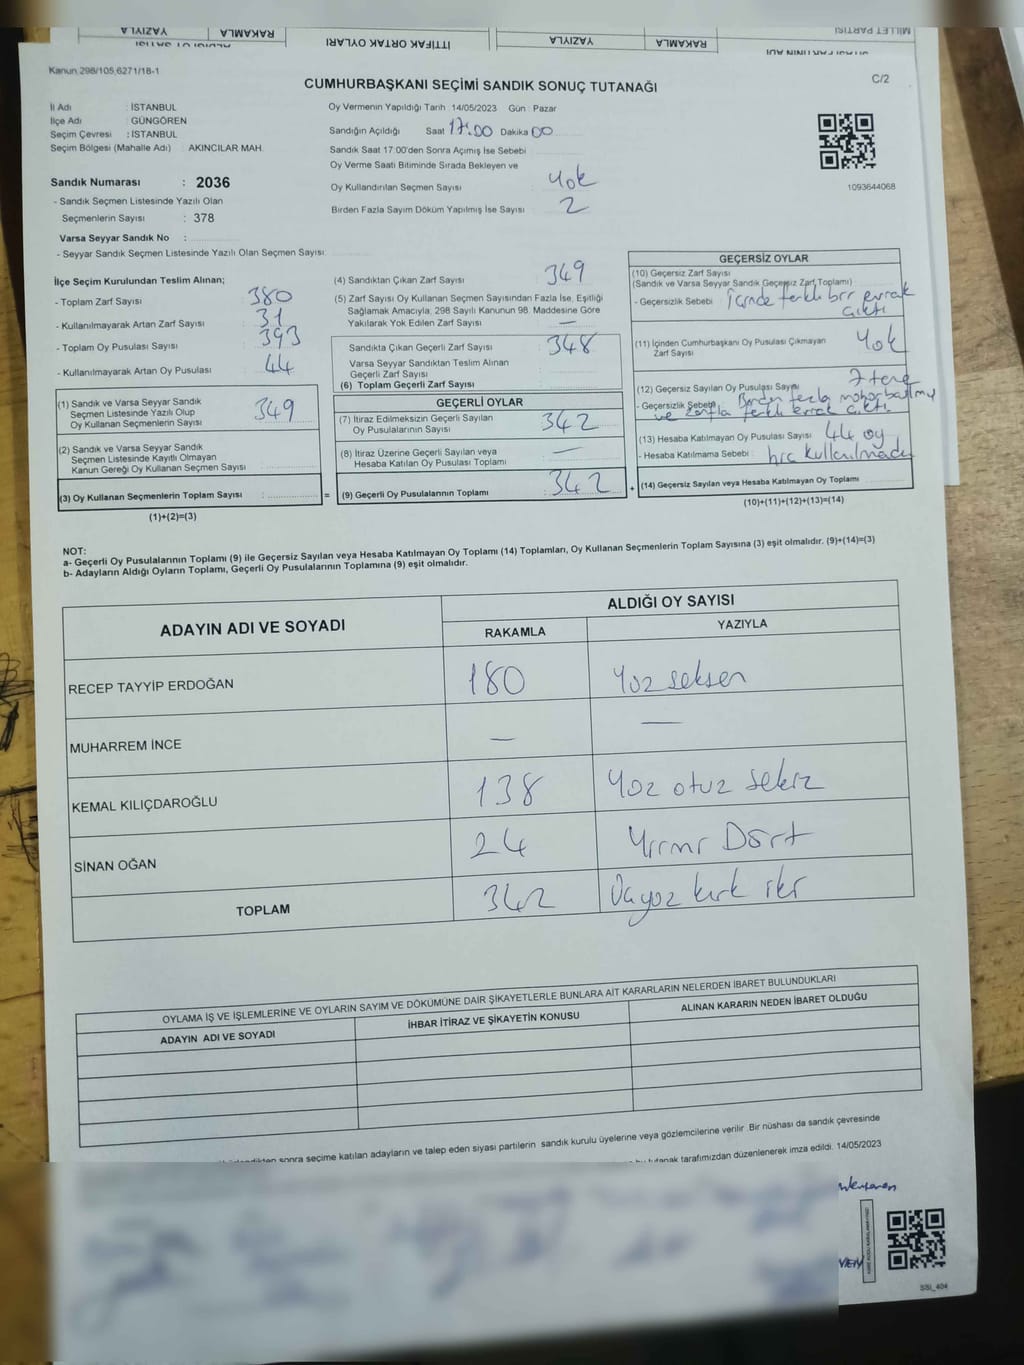 YAZIYLA RAKAMLA İTTİFAK ORTAK OYLARI YAZIYLA RAKAMLA MİLLET PARTİSİ
Kanun 298/105,6271/18-1
C/2
CUMHURBAŞKANI SEÇİMİ SANDIK SONUÇ TUTANAĞI
İl Adı : İSTANBUL
İlçe Adı : GÜNGÖREN
Seçim Çevresi : İSTANBUL
Seçim Bölgesi (Mahalle Adı) : AKINCILAR MAH.
Sandık Numarası : 2036
- Sandık Seçmen Listesinde Yazılı Olan
Seçmenlerin Sayısı : 378
Varsa Seyyar Sandık No :
- Seyyar Sandık Seçmen Listesinde Yazılı Olan Seçmen Sayısı:
Oy Vermenin Yapıldığı Tarih : 14/05/2023 Gün : Pazar
Sandığın Açıldığı Saat 17:00 Dakika 00
Sandık Saat 17:00'den Sonra Açımış İse Sebebi
Oy Verme Saati Bitiminde Sırada Bekleyen ve
Oy Kullandırılan Seçmen Sayısı Yok
Birden Fazla Sayım Döküm Yapılmış İse Sayısı 2
1093644068
İlçe Seçim Kurulundan Teslim Alınan;
- Toplam Zarf Sayısı 380
- Kullanılmayarak Artan Zarf Sayısı 31
- Toplam Oy Pusulası Sayısı 393
- Kullanılmayarak Artan Oy Pusulası 44
(1) Sandık ve Varsa Seyyar Sandık
Seçmen Listesinde Yazılı Olup
Oy Kullanan Seçmenlerin Sayısı 349
(2) Sandık ve Varsa Seyyar Sandık
Seçmen Listesinde Kayıtlı Olmayan
Kanun Gereği Oy Kullanan Seçmen Sayısı
(3) Oy Kullanan Seçmenlerin Toplam Sayısı : =
(1)+(2)=(3)
(4) Sandıktan Çıkan Zarf Sayısı 349
(5) Zarf Sayısı Oy Kullanan Seçmen Sayısından Fazla İse, Eşitliği
Sağlamak Amacıyla; 298 Sayılı Kanunun 98. Maddesine Göre
Yakılarak Yok Edilen Zarf Sayısı : —
Sandıkta Çıkan Geçerli Zarf Sayısı 348
Varsa Seyyar Sandıktan Teslim Alınan
Geçerli Zarf Sayısı
(6) Toplam Geçerli Zarf Sayısı
GEÇERLİ OYLAR
(7) İtiraz Edilmeksizin Geçerli Sayılan
Oy Pusulalarının Sayısı 342
(8) İtiraz Üzerine Geçerli Sayılan veya
Hesaba Katılan Oy Pusulası Toplamı —
(9) Geçerli Oy Pusulalarının Toplamı 342 +
GEÇERSİZ OYLAR
(10) Geçersiz Zarf Sayısı
(Sandık ve Varsa Seyyar Sandık Geçersiz Zarf Toplamı)
- Geçersizlik Sebebi İçinde farklı bir evrak
çıktı
(11) İçinden Cumhurbaşkanı Oy Pusulası Çıkmayan
Zarf Sayısı Yok
(12) Geçersiz Sayılan Oy Pusulası Sayısı 7 tane
- Geçersizlik Sebebi Birden fazla mühür basılmış
ve zarfla farklı evrak çıktı
(13) Hesaba Katılmayan Oy Pusulası Sayısı 44 oy
- Hesaba Katılmama Sebebi : hiç kullanılmadı
(14) Geçersiz Sayılan veya Hesaba Katılmayan Oy Toplamı
(10)+(11)+(12)+(13)=(14)
NOT:
a- Geçerli Oy Pusulalarının Toplamı (9) ile Geçersiz Sayılan veya Hesaba Katılmayan Oy Toplamı (14) Toplamları, Oy Kullanan Seçmenlerin Toplam Sayısına (3) eşit olmalıdır. (9)+(14)=(3)
b- Adayların Aldığı Oyların Toplamı, Geçerli Oy Pusulalarının Toplamına (9) eşit olmalıdır.
ADAYIN ADI VE SOYADI ALDIĞI OY SAYISI
RAKAMLA YAZIYLA
RECEP TAYYİP ERDOĞAN 180 Yüz seksen
MUHARREM İNCE — —
KEMAL KILIÇDAROĞLU 138 Yüz otuz sekiz
SİNAN OĞAN 24 Yirmi Dört
TOPLAM 342 Üçyüz kırk iki
OYLAMA İŞ VE İŞLEMLERİNE VE OYLARIN SAYIM VE DÖKÜMÜNE DAİR ŞİKAYETLERLE BUNLARA AİT KARARLARIN NELERDEN İBARET BULUNDUKLARI
ADAYIN ADI VE SOYADI İHBAR İTİRAZ VE ŞİKAYETİN KONUSU ALINAN KARARIN NEDEN İBARET OLDUĞU
sonra seçime katılan adayların ve talep eden siyasi partilerin sandık kurulu üyelerine veya gözlemcilerine verilir. Bir nüshası da sandık çevresinde
tutanak tarafımızdan düzenlenerek imza edildi. 14/05/2023
SSI_404